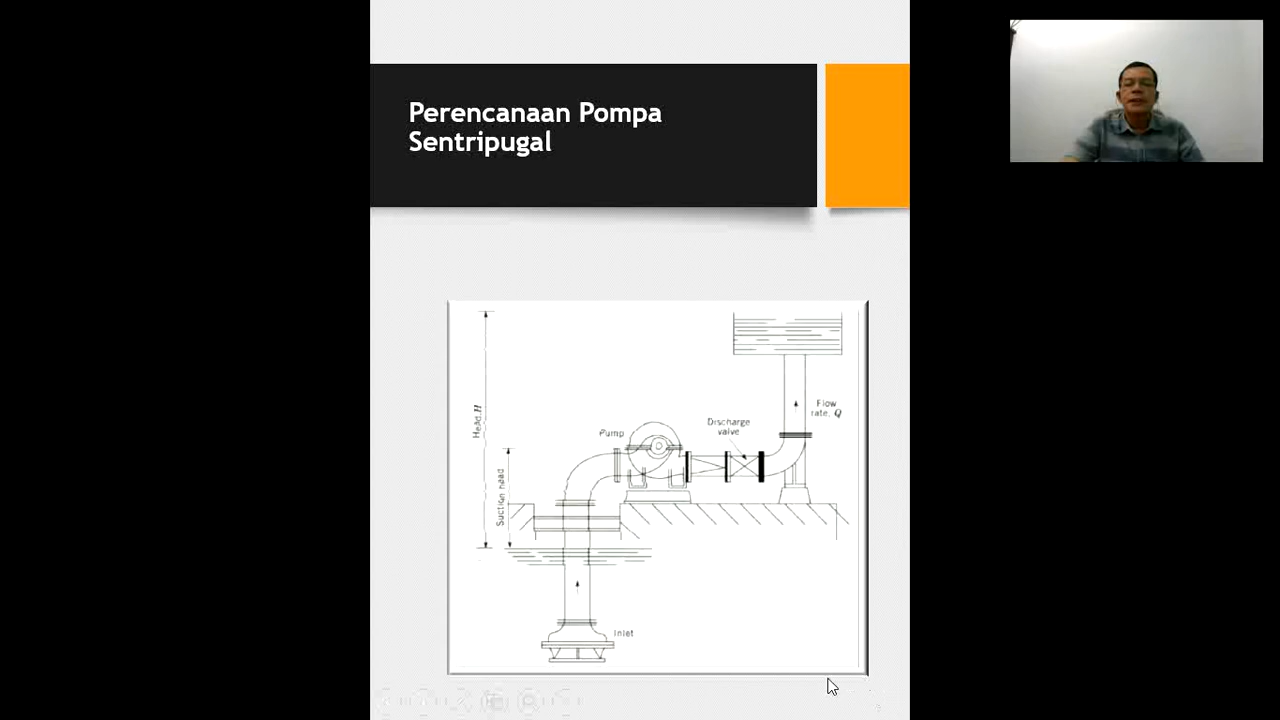 Perencanaan Pompa
Sentripugal
Head, H
Suction head
Pump
Discharge
valve
Flow
rate, Q
Inlet